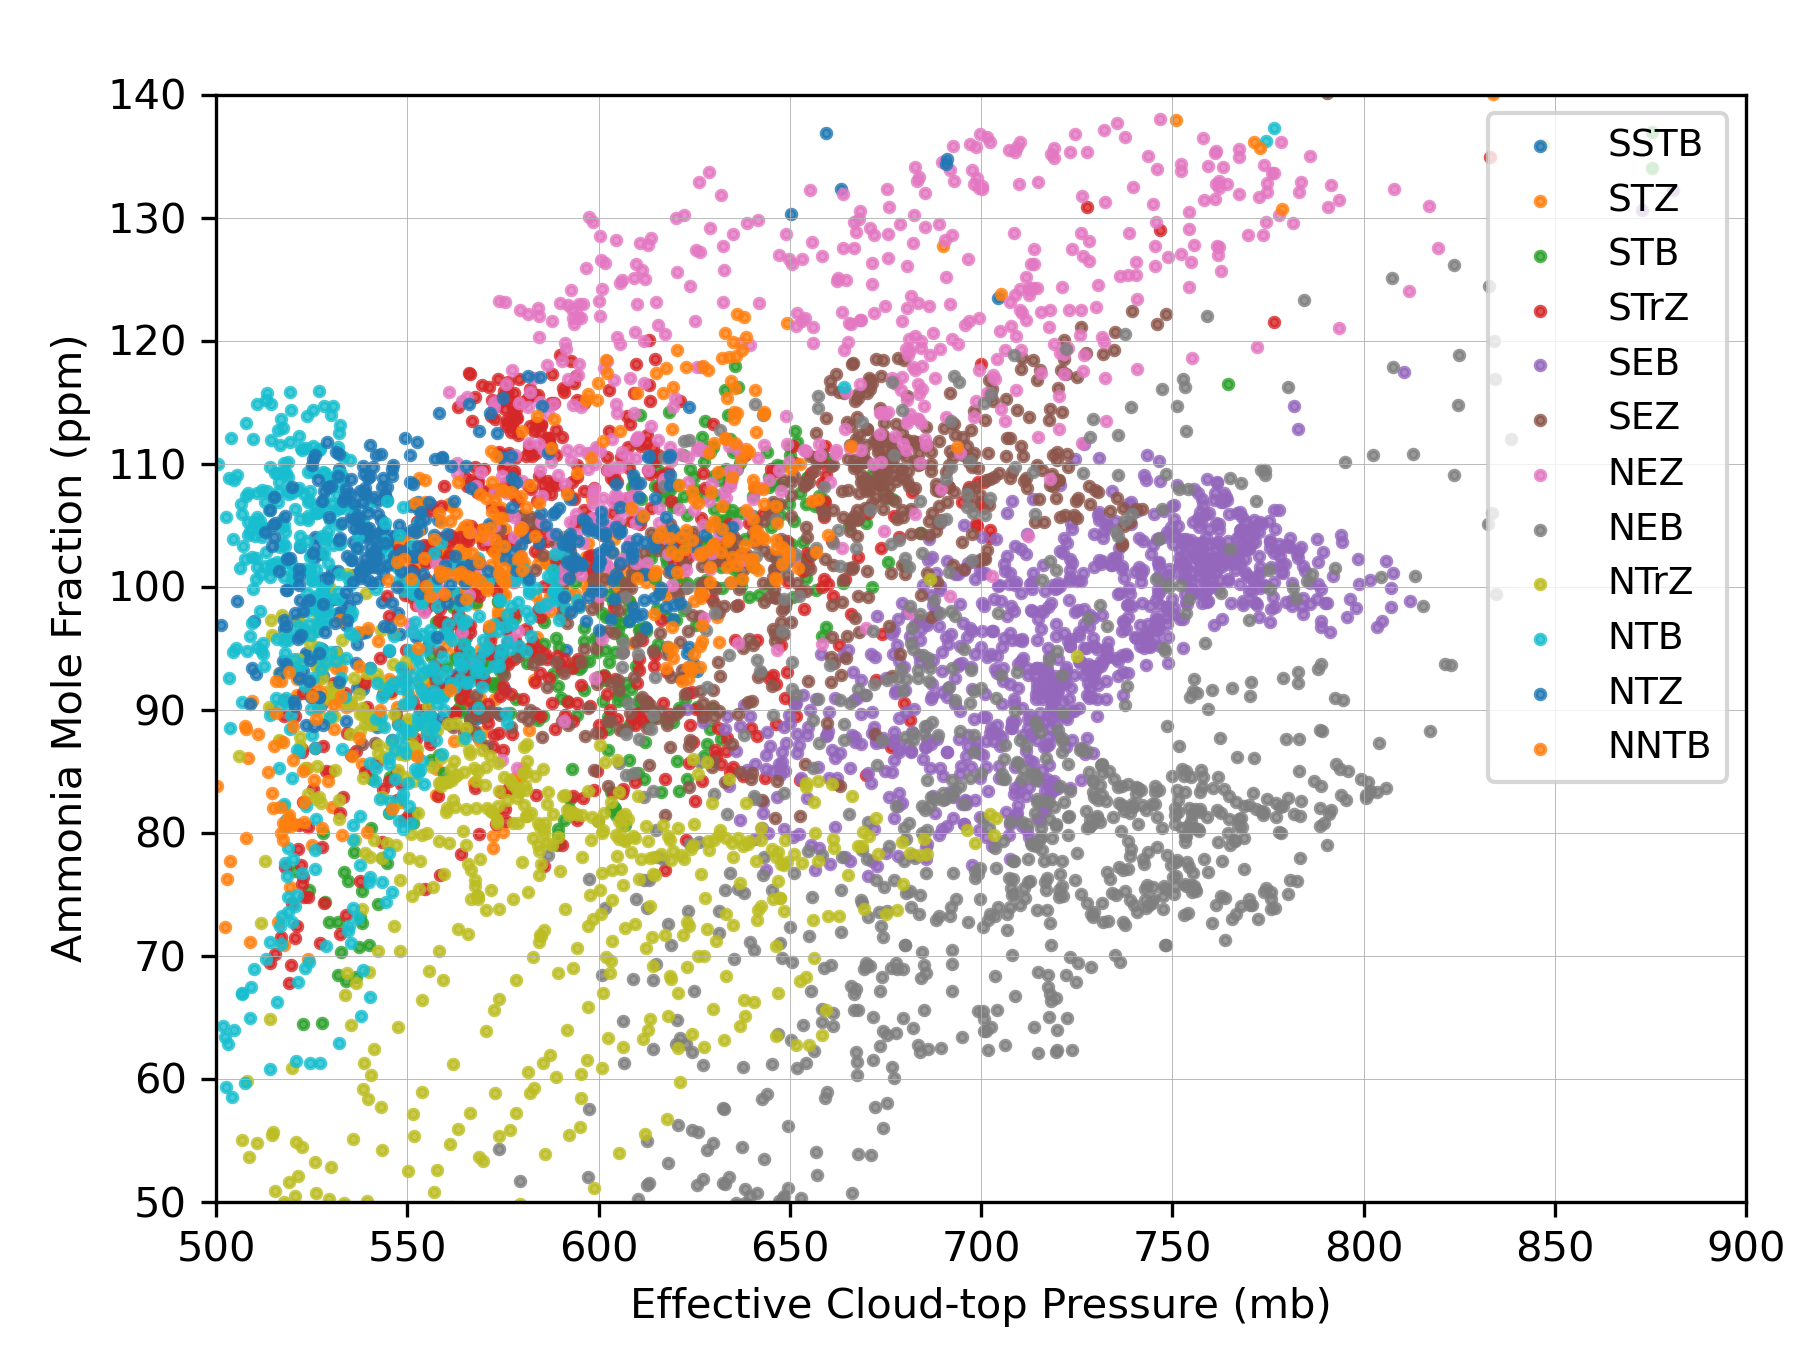 140
130
120
110
100
90
80
70
60
50
Ammonia Mole Fraction (ppm)
500 550 600 650 700 750 800 850 900
Effective Cloud-top Pressure (mb)
SSTB
STZ
STB
STrZ
SEB
SEZ
NEZ
NEB
NTrZ
NTB
NTZ
NNTB